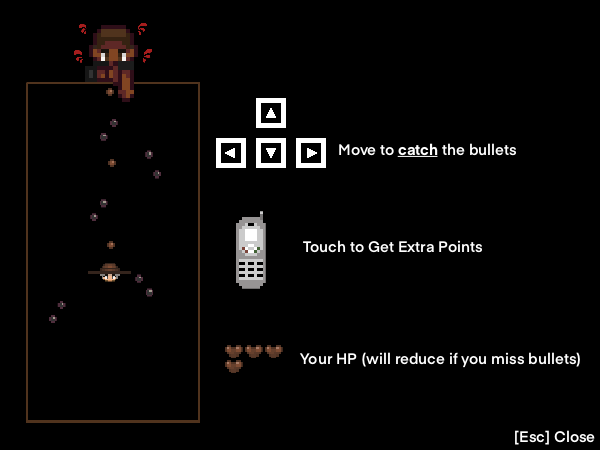 Move to catch the bullets
Touch to Get Extra Points
Your HP (will reduce if you miss bullets)
[Esc] Close